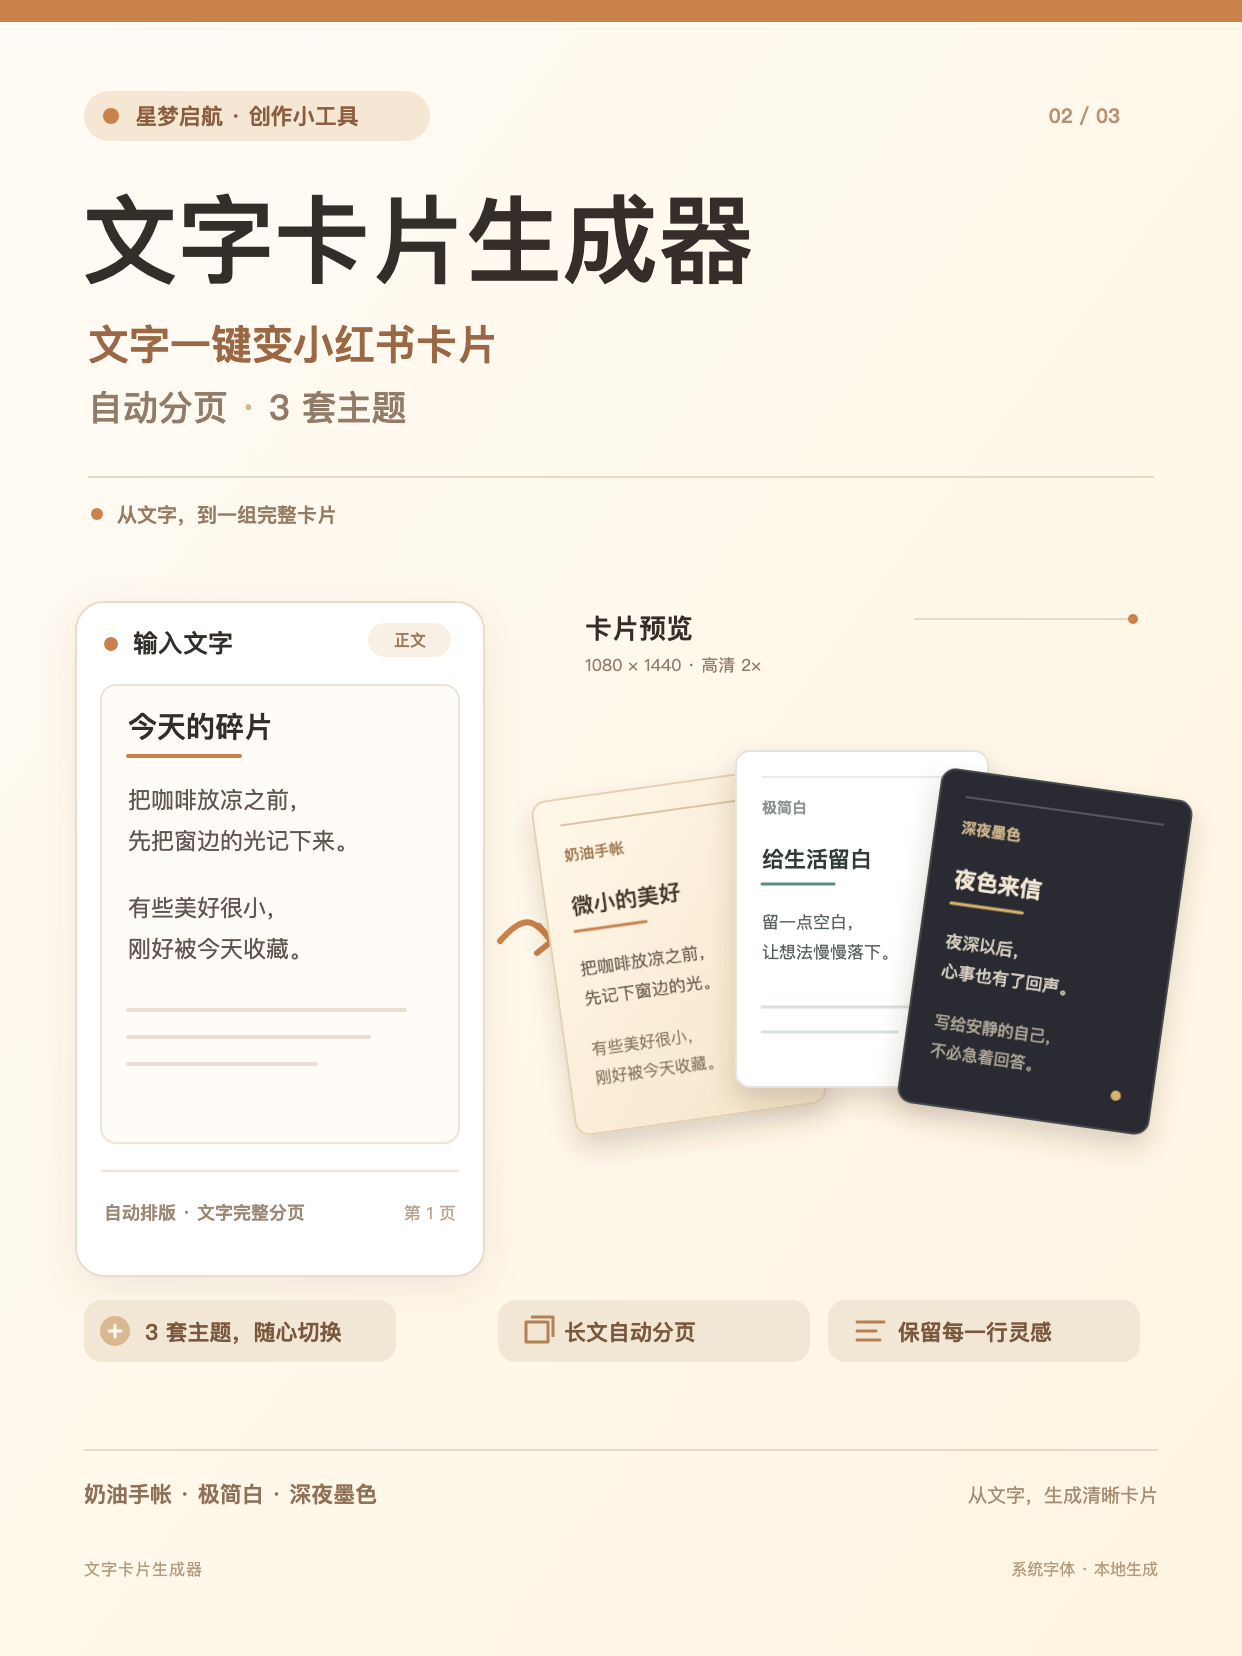 星梦启航 · 创作小工具
02 / 03
文字卡片生成器
文字一键变小红书卡片
自动分页 · 3 套主题
从文字，到一组完整卡片
输入文字
正文
今天的碎片
把咖啡放凉之前，
先把窗边的光记下来。
有些美好很小，
刚好被今天收藏。
自动排版 · 文字完整分页
第 1 页
卡片预览
1080 × 1440 · 高清 2×
奶油手帐
微小的美好
把咖啡放凉之前，
先记下窗边的光。
有些美好很小，
刚好被今天收藏。
极简白
给生活留白
留一点空白，
让想法慢慢落下。
深夜墨色
夜色来信
夜深以后，
心事也有了回声。
写给安静的自己，
不必急着回答。
3 套主题，随心切换
长文自动分页
保留每一行灵感
奶油手帐 · 极简白 · 深夜墨色
从文字，生成清晰卡片
文字卡片生成器
系统字体 · 本地生成